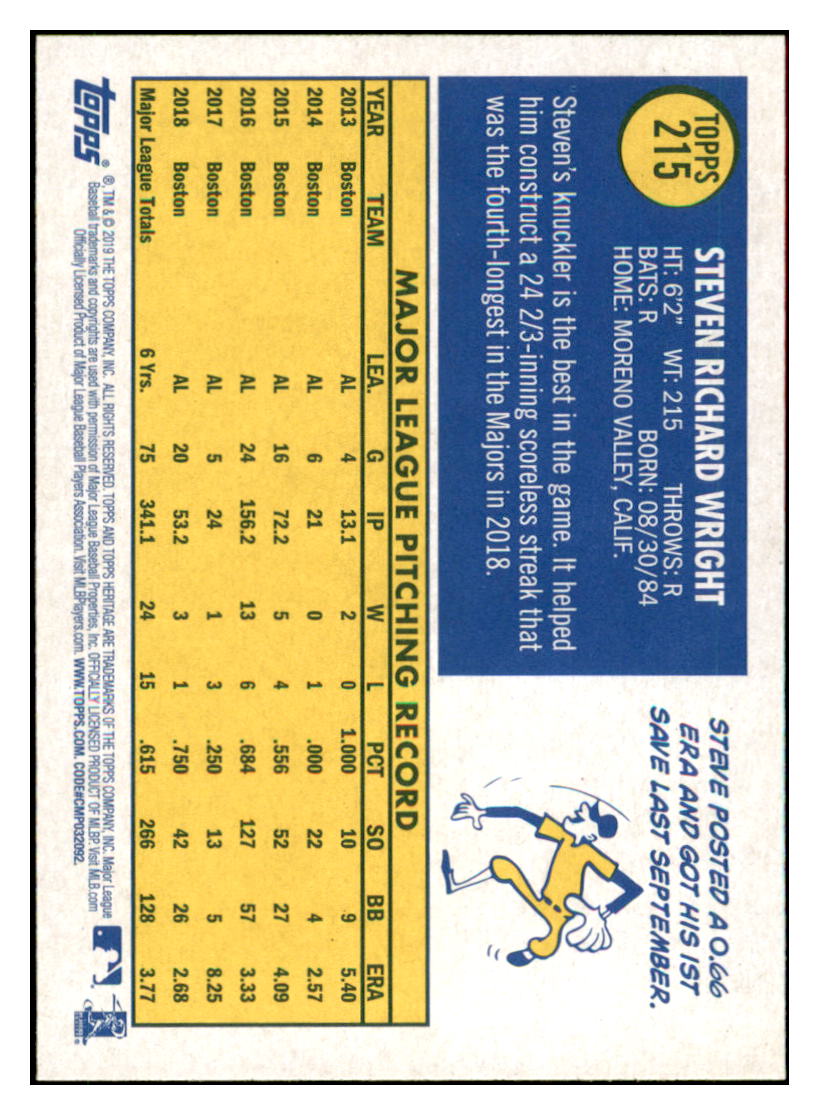 TOPPS
215
STEVEN RICHARD WRIGHT
HT: 6'2" WT: 215 THROWS: R
BATS: R BORN: 08/30/84
HOME: MORENO VALLEY, CALIF.
Steven's knuckler is the best in the game. It helped
him construct a 24 2/3-inning scoreless streak that
was the fourth-longest in the Majors in 2018.
STEVE POSTED A 0.66
ERA AND GOT HIS 1ST
SAVE LAST SEPTEMBER.
MAJOR LEAGUE PITCHING RECORD
YEAR TEAM LEA. G IP W L PCT SO BB ERA
2013 Boston AL 4 13.1 2 0 1.000 10 9 5.40
2014 Boston AL 6 21 0 1 .000 22 4 2.57
2015 Boston AL 16 72.2 5 4 .556 52 27 4.09
2016 Boston AL 24 156.2 13 6 .684 127 57 3.33
2017 Boston AL 5 24 1 3 .250 13 5 8.25
2018 Boston AL 20 53.2 3 1 .750 42 26 2.68
Major League Totals 6 Yrs. 75 341.1 24 15 .615 266 128 3.77
topps®
®, TM & © 2019 THE TOPPS COMPANY, INC. ALL RIGHTS RESERVED. TOPPS AND TOPPS HERITAGE ARE TRADEMARKS OF THE TOPPS COMPANY, INC. Major League
Baseball trademarks and copyrights are used with permission of Major League Baseball Properties, Inc. OFFICIALLY LICENSED PRODUCT OF MLBP. Visit MLB.com
Officially Licensed Product of Major League Baseball Players Association. Visit MLBPlayers.com. WWW.TOPPS.COM. CODE#CMP032092.